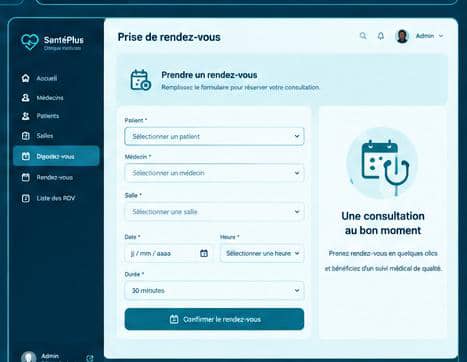 SantéPlus
Clinique médicale
Accueil
Médecins
Patients
Salles
Rendez-vous
Liste des RDV
Admin
Prise de rendez-vous
Admin
Prendre un rendez-vous
Remplissez le formulaire pour réserver votre consultation.
Patient *
Sélectionner un patient
Médecin *
Sélectionner un médecin
Salle *
Sélectionner une salle
Date * Heure *
jj / mm / aaaa Sélectionner une heure
Durée *
30 minutes
Confirmer le rendez-vous
Une consultation
au bon moment
Prenez rendez-vous en quelques clics
et bénéficiez d'un suivi médical de qualité.